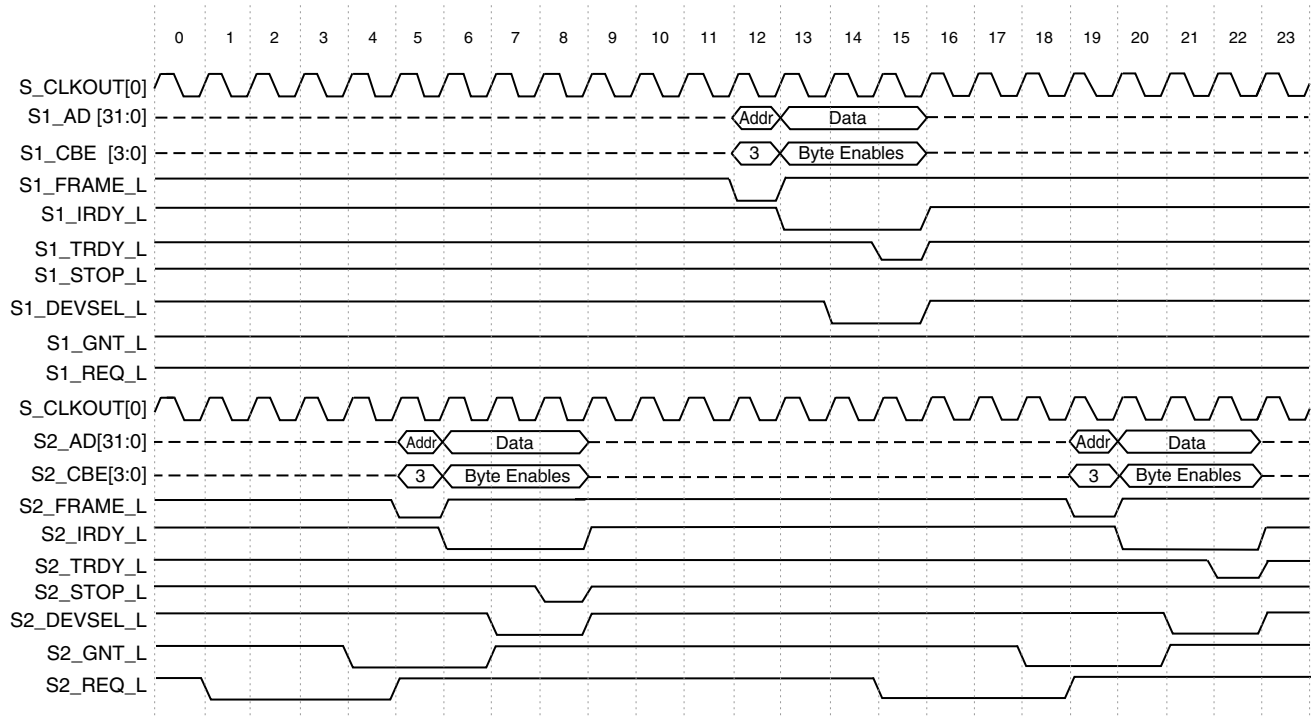 0 1 2 3 4 5 6 7 8 9 10 11 12 13 14 15 16 17 18 19 20 21 22 23
S_CLKOUT[0]
S1_AD [31:0] Addr Data
S1_CBE [3:0] 3 Byte Enables
S1_FRAME_L
S1_IRDY_L
S1_TRDY_L
S1_STOP_L
S1_DEVSEL_L
S1_GNT_L
S1_REQ_L
S_CLKOUT[0]
S2_AD[31:0] Addr Data Addr Data
S2_CBE[3:0] 3 Byte Enables 3 Byte Enables
S2_FRAME_L
S2_IRDY_L
S2_TRDY_L
S2_STOP_L
S2_DEVSEL_L
S2_GNT_L
S2_REQ_L